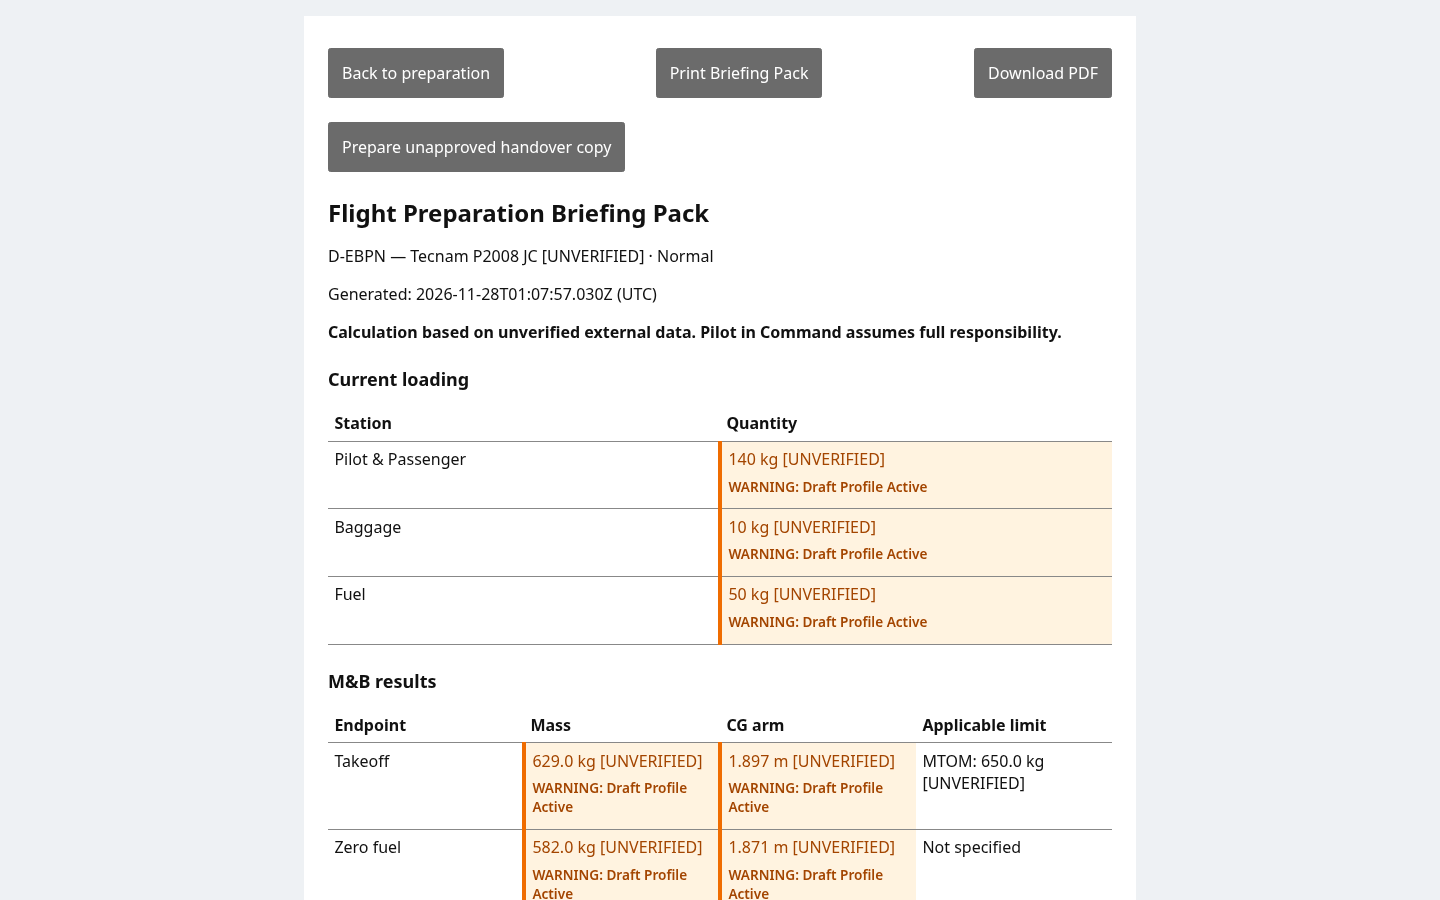 Back to preparation
Print Briefing Pack
Download PDF
Prepare unapproved handover copy
Flight Preparation Briefing Pack
D-EBPN — Tecnam P2008 JC [UNVERIFIED] · Normal
Generated: 2026-11-28T01:07:57.030Z (UTC)
Calculation based on unverified external data. Pilot in Command assumes full responsibility.
Current loading
Station Quantity
Pilot & Passenger 140 kg [UNVERIFIED]
WARNING: Draft Profile Active
Baggage 10 kg [UNVERIFIED]
WARNING: Draft Profile Active
Fuel 50 kg [UNVERIFIED]
WARNING: Draft Profile Active
M&B results
Endpoint Mass CG arm Applicable limit
Takeoff 629.0 kg [UNVERIFIED] 1.897 m [UNVERIFIED] MTOM: 650.0 kg
[UNVERIFIED]
WARNING: Draft Profile WARNING: Draft Profile
Active Active
Zero fuel 582.0 kg [UNVERIFIED] 1.871 m [UNVERIFIED] Not specified
WARNING: Draft Profile WARNING: Draft Profile
Active Active